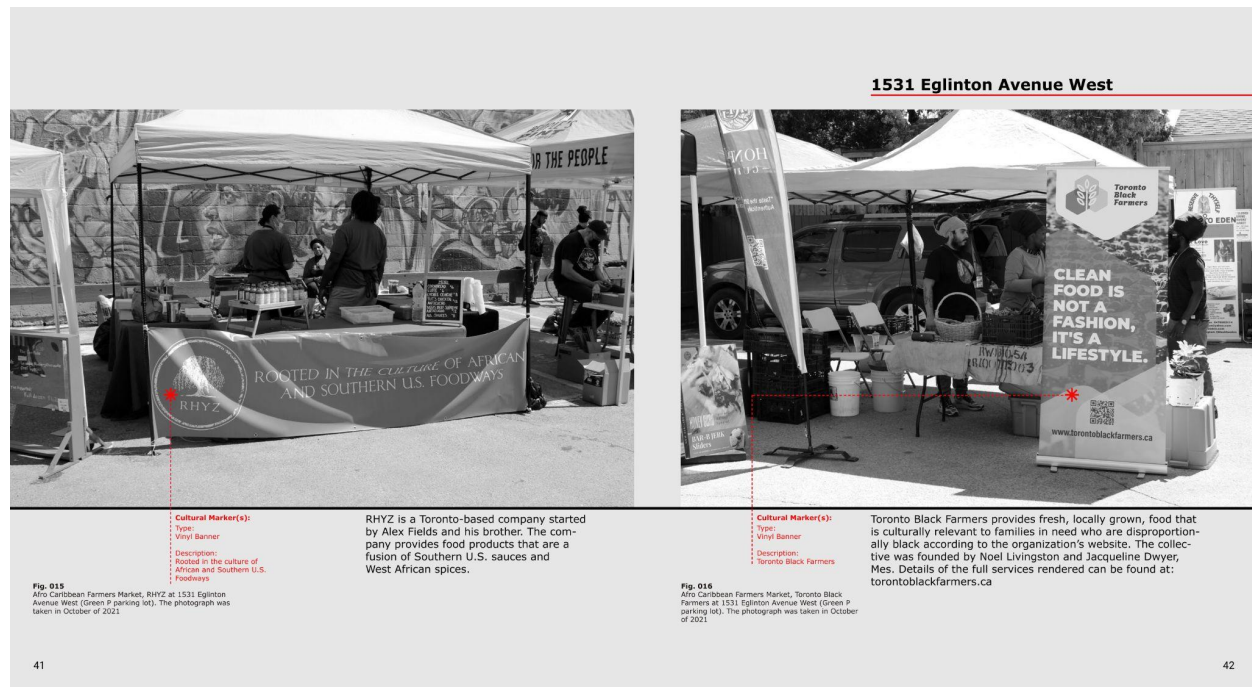 1531 Eglinton Avenue West
OR THE PEOPLE
ROOTED IN THE CULTURE OF AFRICAN
AND SOUTHERN U.S. FOODWAYS
RHYZ
Toronto
Black
Farmers
CLEAN
FOOD IS
NOT A
FASHION,
IT'S A
LIFESTYLE.
www.torontoblackfarmers.ca
TO EDEN
LOVE
BAR-B JERK
Sliders
Cultural Marker(s):
Type:
Vinyl Banner
Description:
Rooted in the culture of
African and Southern U.S.
Foodways
RHYZ is a Toronto-based company started
by Alex Fields and his brother. The com-
pany provides food products that are a
fusion of Southern U.S. sauces and
West African spices.
Fig. 015
Afro Caribbean Farmers Market, RHYZ at 1531 Eglinton
Avenue West (Green P parking lot). The photograph was
taken in October of 2021
Cultural Marker(s):
Type:
Vinyl Banner
Description:
Toronto Black Farmers
Toronto Black Farmers provides fresh, locally grown, food that
is culturally relevant to families in need who are disproportion-
ally black according to the organization's website. The collec-
tive was founded by Noel Livingston and Jacqueline Dwyer,
Mes. Details of the full services rendered can be found at:
torontoblackfarmers.ca
Fig. 016
Afro Caribbean Farmers Market, Toronto Black
Farmers at 1531 Eglinton Avenue West (Green P
parking lot). The photograph was taken in October
of 2021
41
42